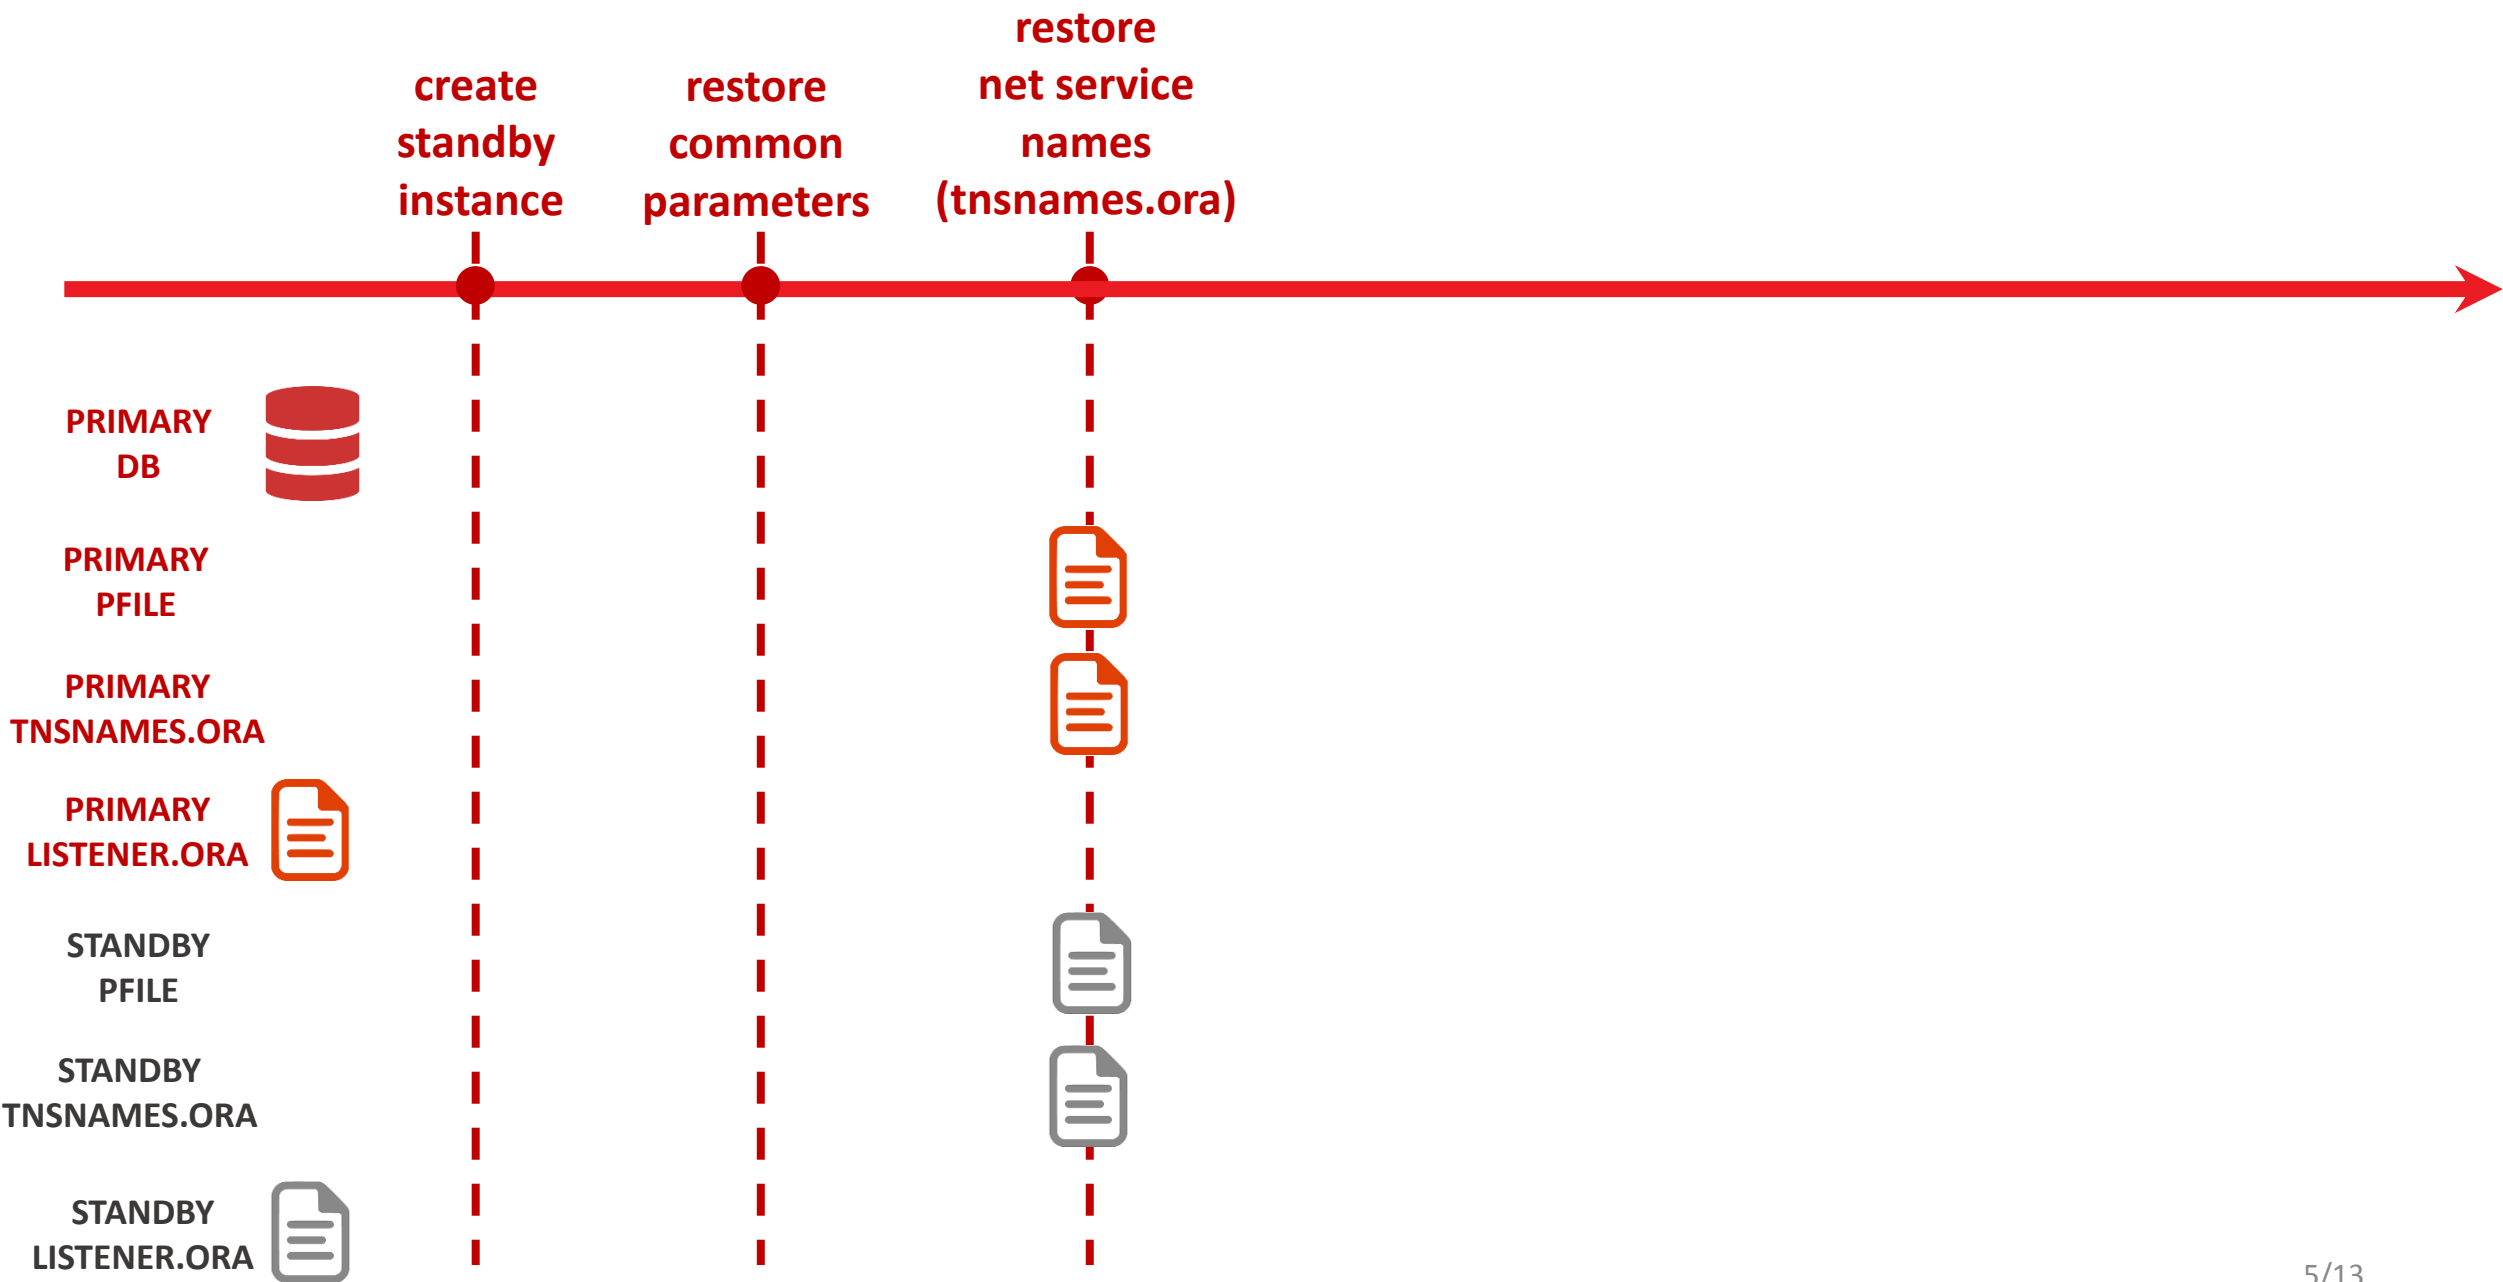 create
standby
instance
restore
common
parameters
restore
net service
names
(tnsnames.ora)
PRIMARY
DB
PRIMARY
PFILE
PRIMARY
TNSNAMES.ORA
PRIMARY
LISTENER.ORA
STANDBY
PFILE
STANDBY
TNSNAMES.ORA
STANDBY
LISTENER.ORA
5/13